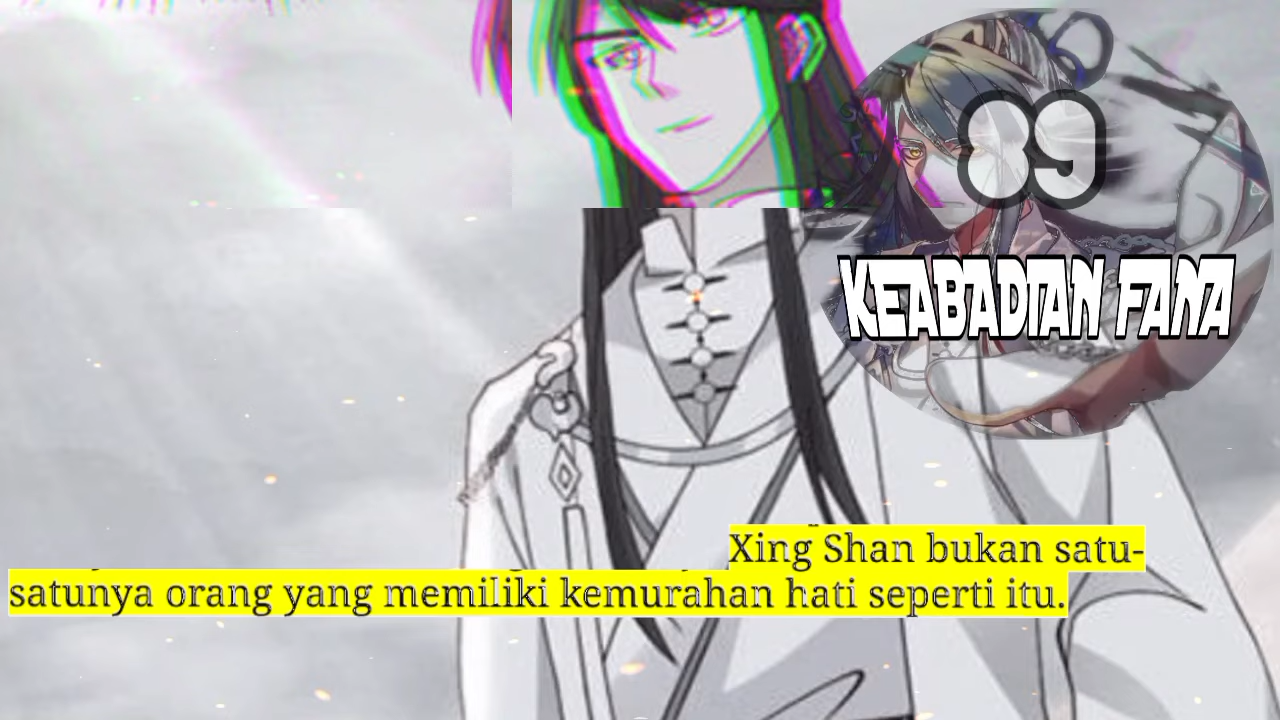 89
KEABADIAN FANA
Xing Shan bukan satu-
satunya orang yang memiliki kemurahan hati seperti itu.